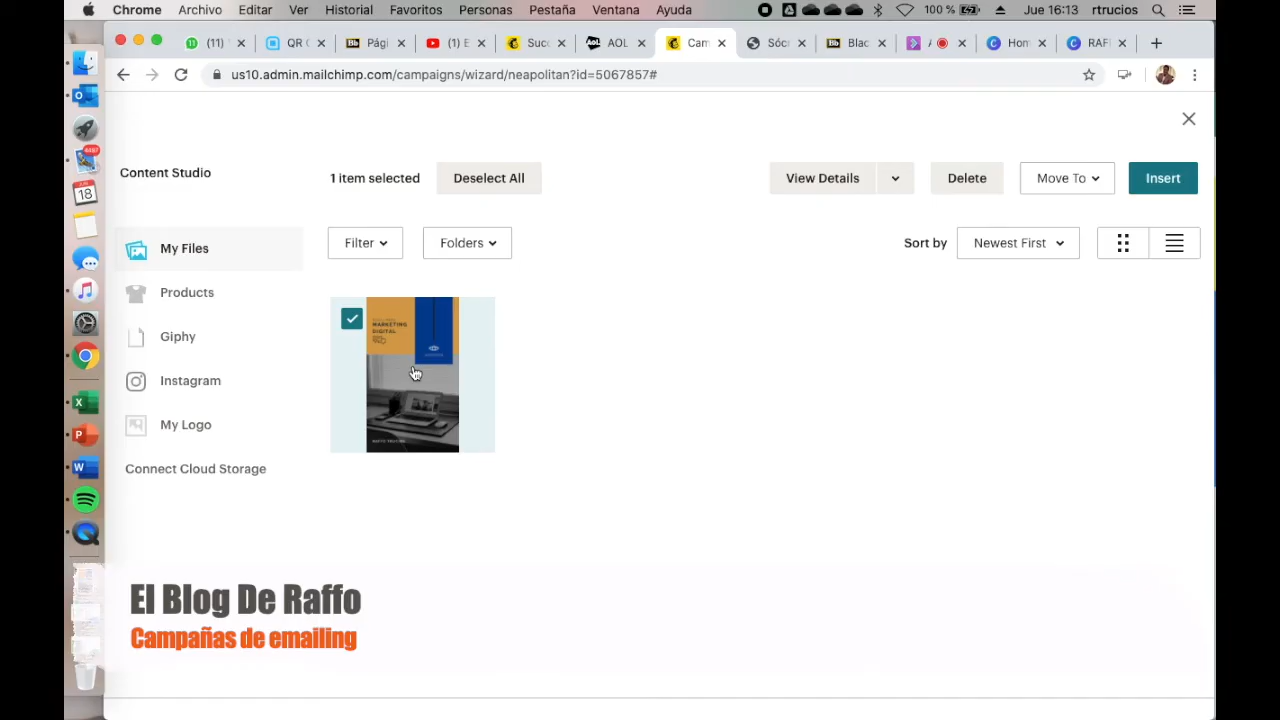 Chrome Archivo Editar Ver Historial Favoritos Personas Pestaña Ventana Ayuda 100 % Jue 16:13 rtrucios
(11) QR C Pági (1) E Succ AOL Cam Sóc Blac A Hom RAF
us10.admin.mailchimp.com/campaigns/wizard/neapolitan?id=5067857#
Content Studio
1 item selected
Deselect All
View Details
Delete
Move To
Insert
My Files
Products
Giphy
Instagram
My Logo
Connect Cloud Storage
Filter
Folders
Sort by
Newest First
MARKETING
DIGITAL
18
El Blog De Raffo
Campañas de emailing